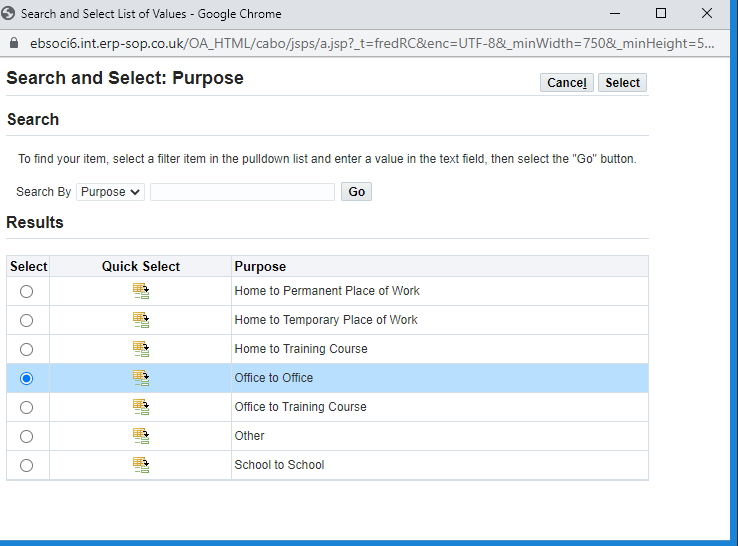 Search and Select List of Values - Google Chrome
ebsoci6.int.erp-sop.co.uk/OA_HTML/cabo/jsps/a.jsp?_t=fredRC&enc=UTF-8&_minWidth=750&_minHeight=5...
Search and Select: Purpose
Cancel Select
Search
To find your item, select a filter item in the pulldown list and enter a value in the text field, then select the "Go" button.
Search By Purpose Go
Results
Select Quick Select Purpose
Home to Permanent Place of Work
Home to Temporary Place of Work
Home to Training Course
Office to Office
Office to Training Course
Other
School to School